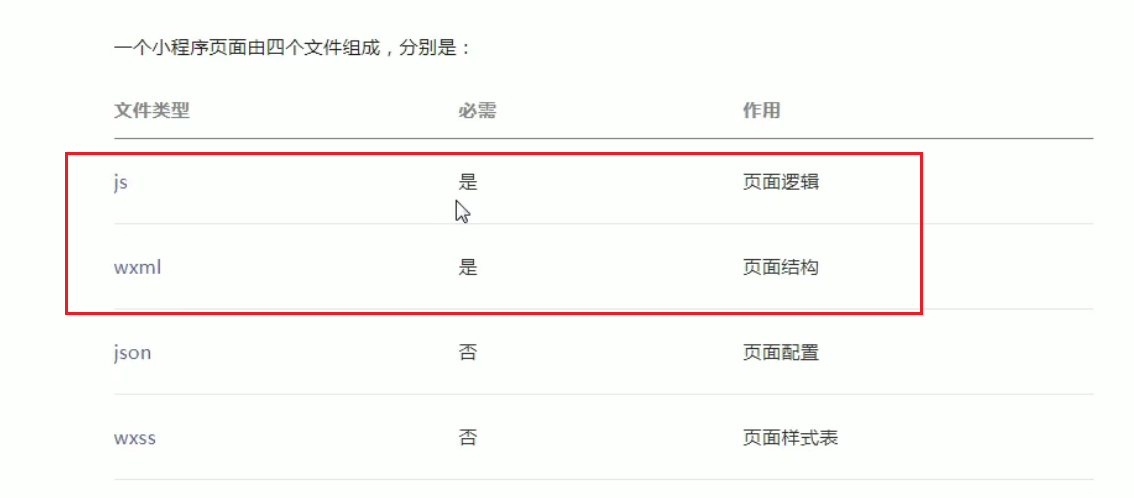 一个小程序页面由四个文件组成，分别是：
文件类型 必需 作用
js 是 页面逻辑
wxml 是 页面结构
json 否 页面配置
wxss 否 页面样式表